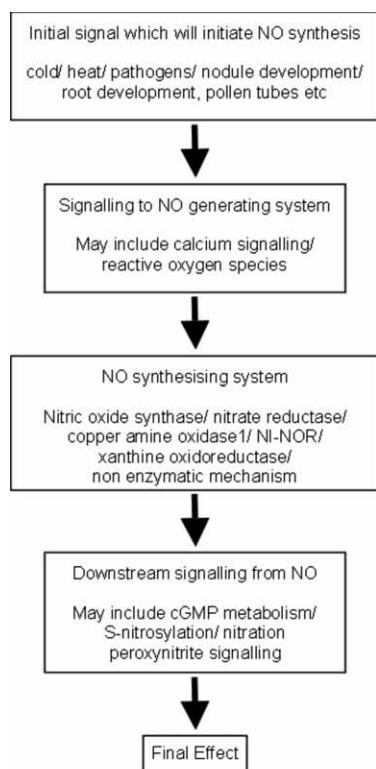 Initial signal which will initiate NO synthesis
cold/ heat/ pathogens/ nodule development/
root development, pollen tubes etc
Signalling to NO generating system
May include calcium signalling/
reactive oxygen species
NO synthesising system
Nitric oxide synthase/ nitrate reductase/
copper amine oxidase1/ NI-NOR/
xanthine oxidoreductase/
non enzymatic mechanism
Downstream signalling from NO
May include cGMP metabolism/
S-nitrosylation/ nitration
peroxynitrite signalling
Final Effect